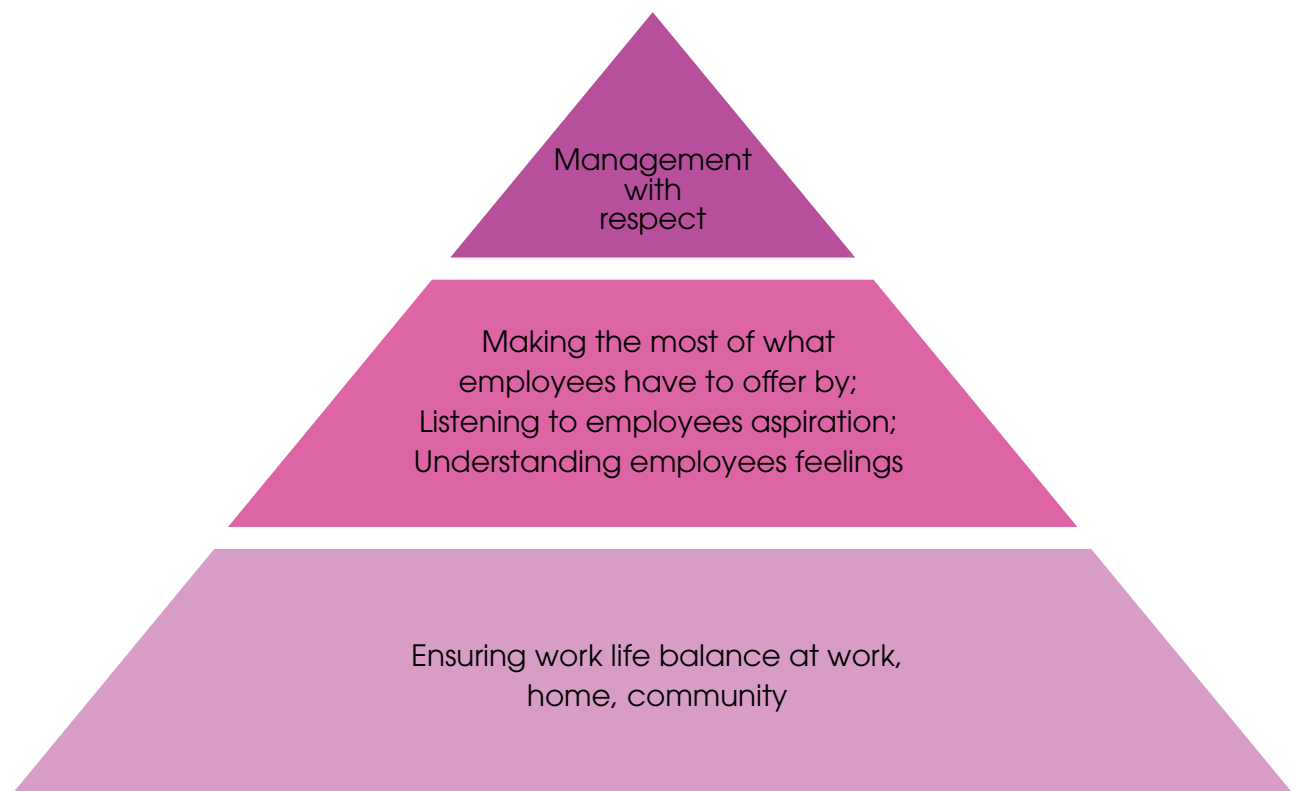 Management
with
respect
Making the most of what
employees have to offer by;
Listening to employees aspiration;
Understanding employees feelings
Ensuring work life balance at work,
home, community